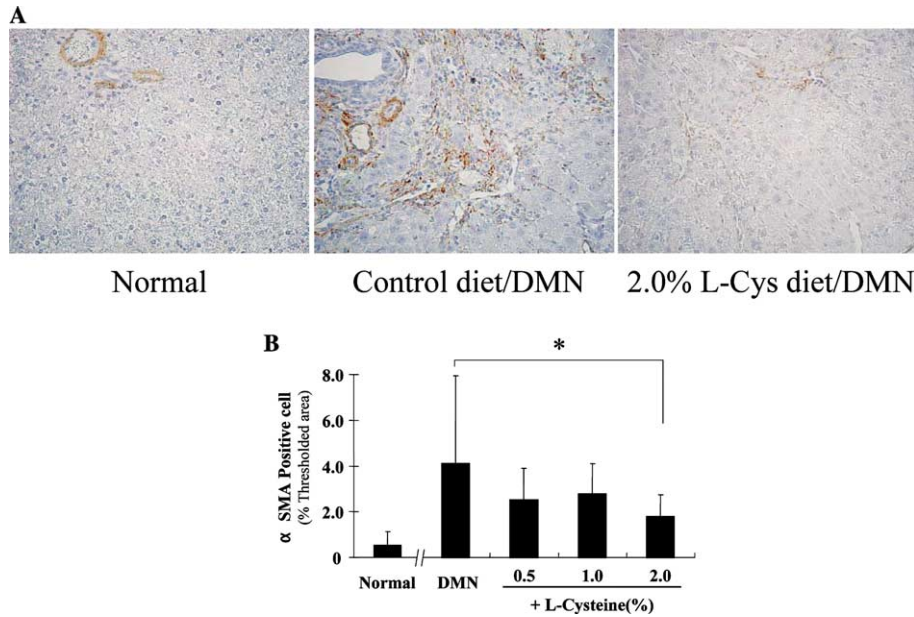 A
Normal
Control diet/DMN
2.0% L-Cys diet/DMN
B
*
α SMA Positive cell
(% Thresholded area)
8.0
6.0
4.0
2.0
0
Normal
DMN
0.5
1.0
2.0
+ L-Cysteine(%)